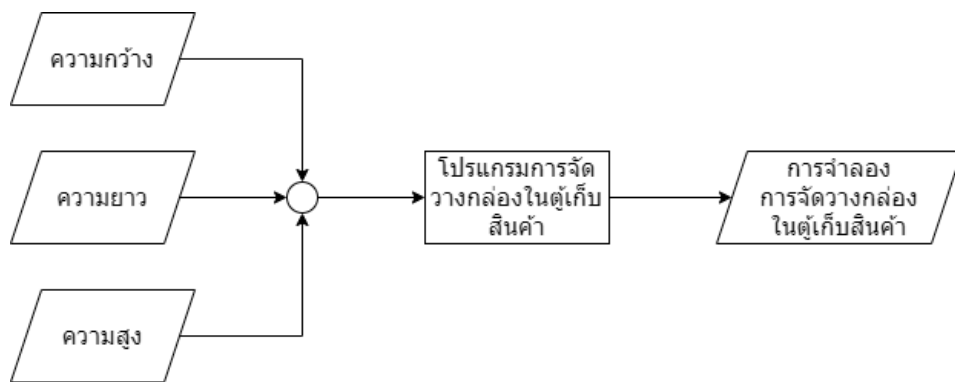 ความกว้าง
ความยาว
ความสูง
โปรแกรมการจัด
วางกล่องในตู้เก็บ
สินค้า
การจำลอง
การจัดวางกล่อง
ในตู้เก็บสินค้า